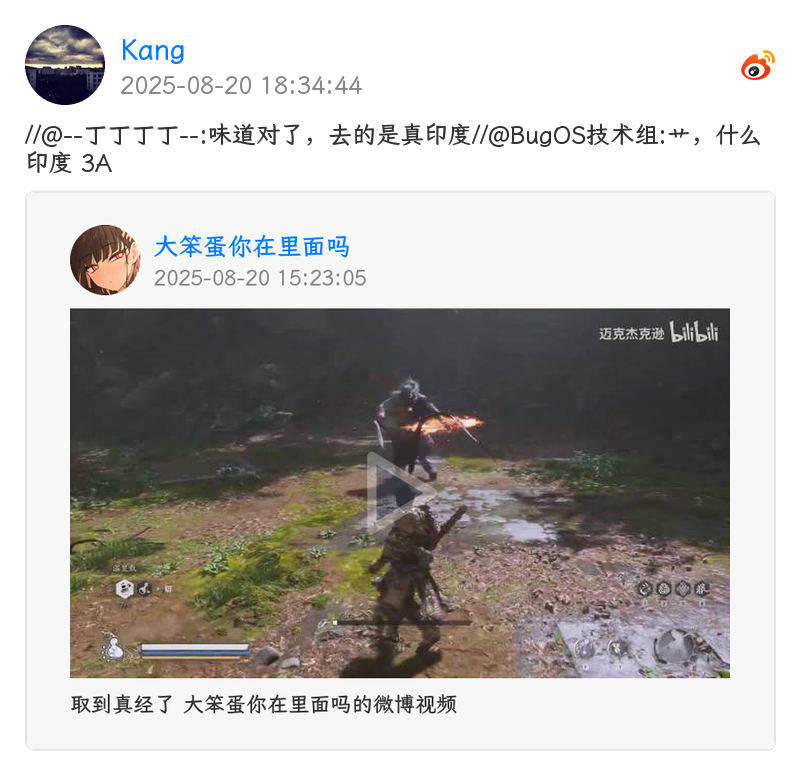 Kang
2025-08-20 18:34:44
//@--丁丁丁丁--:味道对了，去的是真印度//@BugOS技术组:艹，什么
印度 3A
大笨蛋你在里面吗
2025-08-20 15:23:05
迈克杰克逊 bilibili
取到真经了 大笨蛋你在里面吗的微博视频